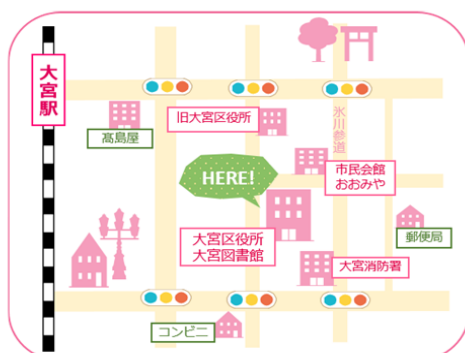 大宮駅
髙島屋
旧大宮区役所
氷川参道
市民会館
おおみや
HERE!
大宮区役所
大宮図書館
郵便局
大宮消防署
コンビニ